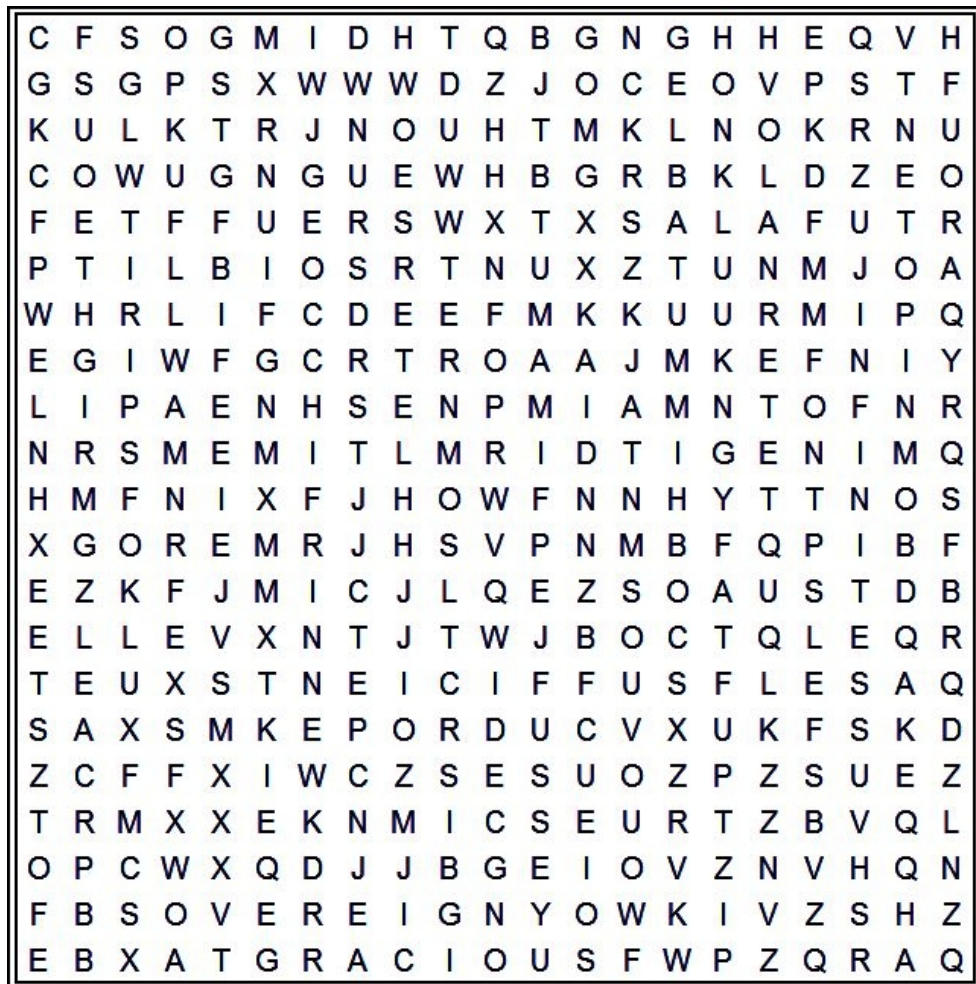 C F S O G M I D H T Q B G N G H H E Q V H
G S G P S X W W W D Z J O C E O V P S T F
K U L K T R J N O U H T M K L N O K R N U
C O W U G N G U E W H B G R B K L D Z E O
F E T F F U E R S W X T X S A L A F U T R
P T I L B I O S R T N U X Z T U N M J O A
W H R L I F C D E E F M K K U U R M I P Q
E G I W F G C R T R O A A J M K E F N I Y
L I P A E N H S E N P M I A M N T O F N R
N R S M E M I T L M R I D T I G E N I M Q
H M F N I X F J H O W F N N H Y T T N O S
X G O R E M R J H S V P N M B F Q P I B F
E Z K F J M I C J L Q E Z S O A U S T D B
E L L E V X N T J T W J B O C T Q L E Q R
T E U X S T N E I C I F F U S F L E S A Q
S A X S M K E P O R D U C V X U K F S K D
Z C F F X I W C Z S E S U O Z P Z S U E Z
T R M X X E K N M I C S E U R T Z B V Q L
O P C W X Q D J J B G E I O V Z N V H Q N
F B S O V E R E I G N Y O W K I V Z S H Z
E B X A T G R A C I O U S F W P Z Q R A Q